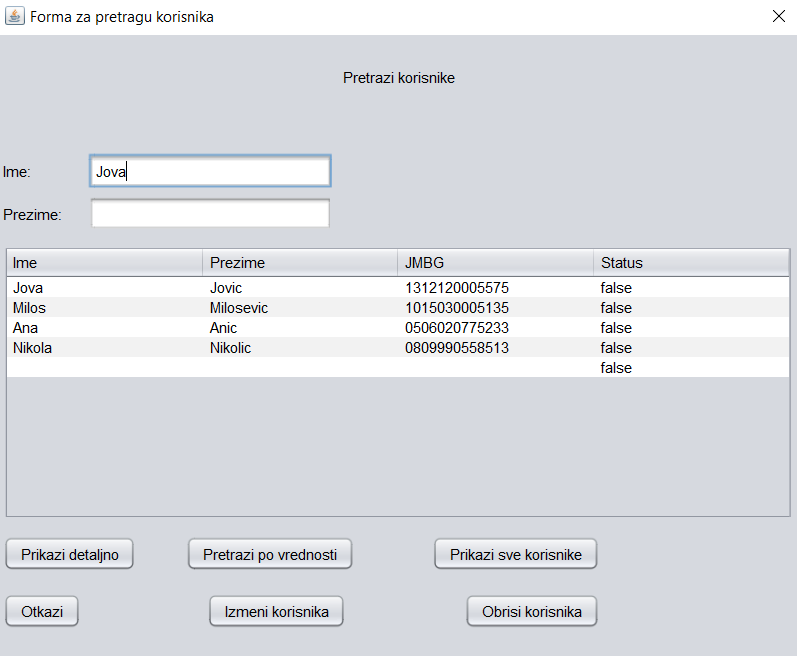 Forma za pretragu korisnika
Pretrazi korisnike
Ime: Jova
Prezime:
Ime Prezime JMBG Status
Jova Jovic 1312120005575 false
Milos Milosevic 1015030005135 false
Ana Anic 0506020775233 false
Nikola Nikolic 0809990558513 false
false
Prikazi detaljno Pretrazi po vrednosti Prikazi sve korisnike
Otkazi Izmeni korisnika Obrisi korisnika